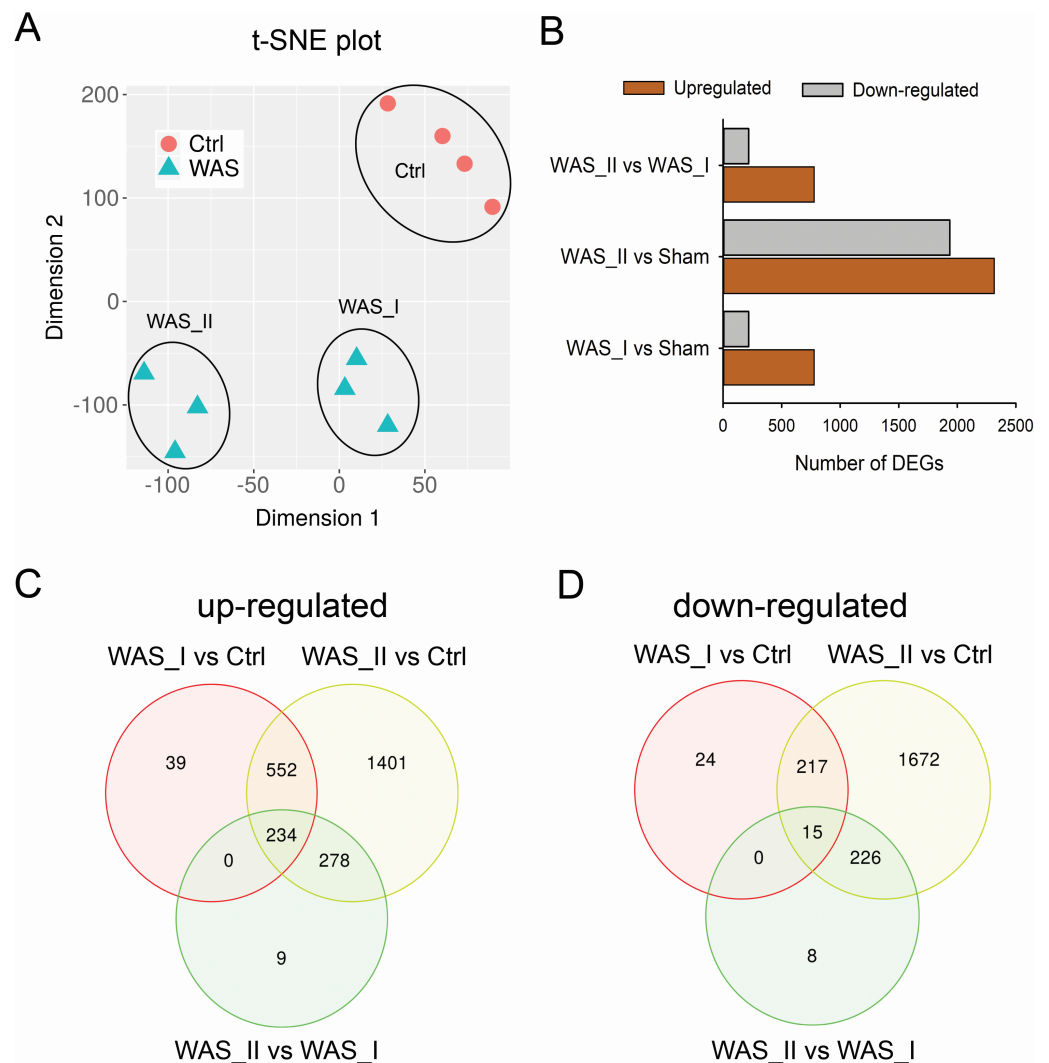 A
t-SNE plot
Ctrl
WAS
Ctrl
WAS_II
WAS_I
200
100
0
-100
-100
-50
0
50
Dimension 1
Dimension 2
B
Upregulated
Down-regulated
WAS_II vs WAS_I
WAS_II vs Sham
WAS_I vs Sham
0
500
1000
1500
2000
2500
Number of DEGs
C
up-regulated
WAS_I vs Ctrl
WAS_II vs Ctrl
39
552
1401
234
0
278
9
WAS_II vs WAS_I
D
down-regulated
WAS_I vs Ctrl
WAS_II vs Ctrl
24
217
1672
15
0
226
8
WAS_II vs WAS_I